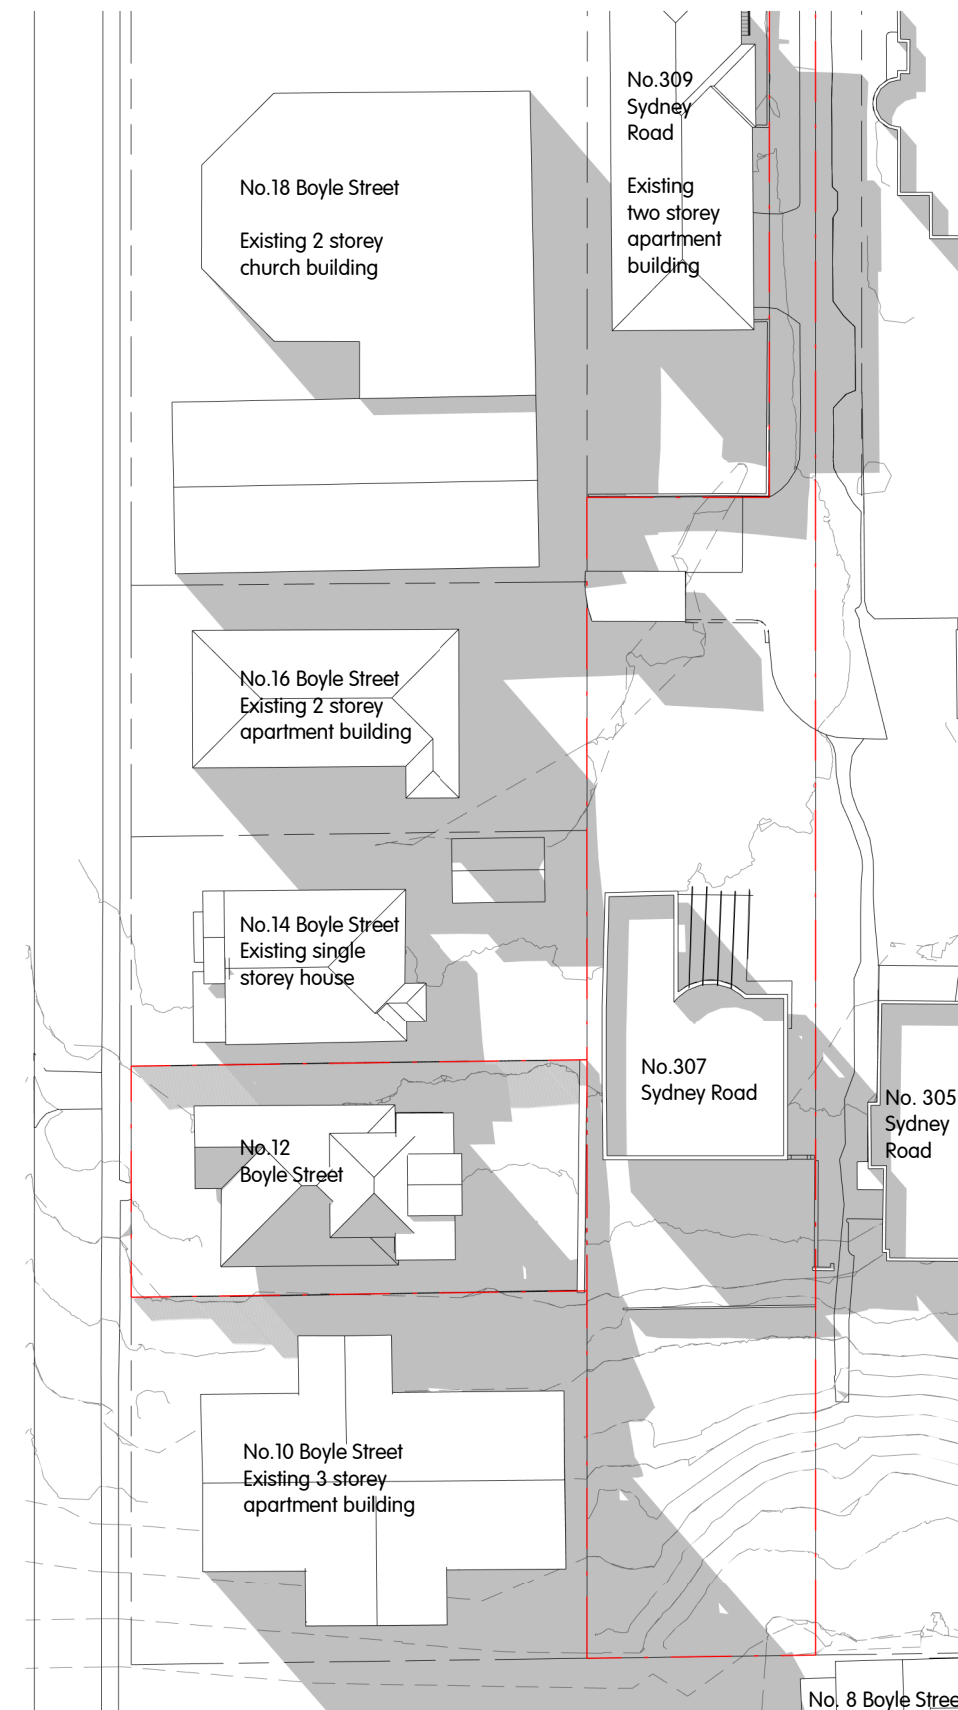 No.309
Sydney
Road
Existing
two storey
apartment
building
No.18 Boyle Street
Existing 2 storey
church building
No.16 Boyle Street
Existing 2 storey
apartment building
No.14 Boyle Street
Existing single
storey house
No.307
Sydney Road
No. 305
Sydney
Road
No.12
Boyle Street
No.10 Boyle Street
Existing 3 storey
apartment building
No. 8 Boyle Stree